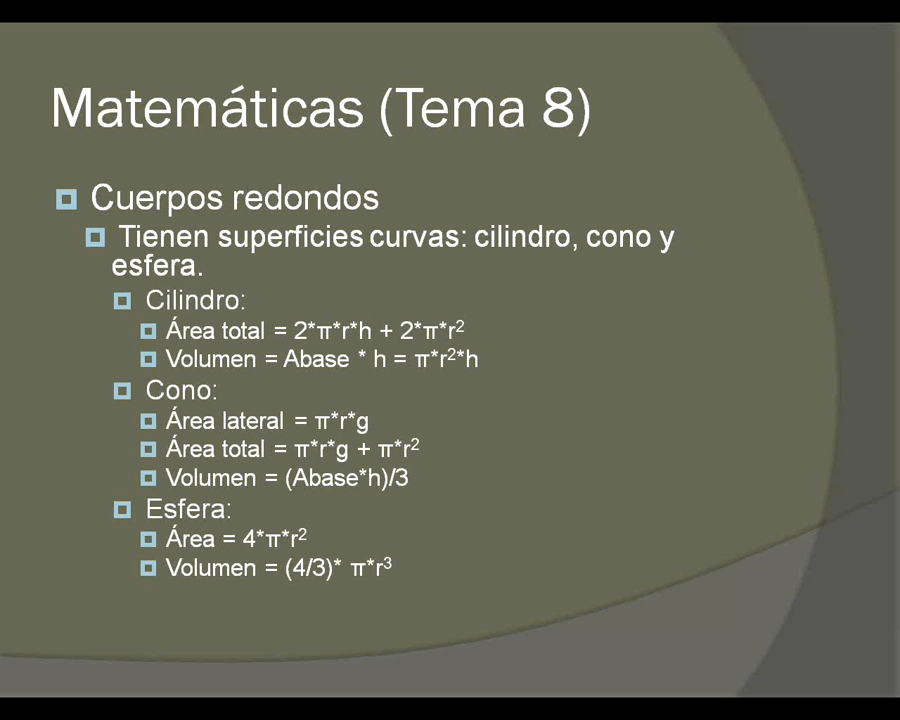 Matemáticas (Tema 8)
Cuerpos redondos
Tienen superficies curvas: cilindro, cono y
esfera.
Cilindro:
Área total = 2*π*r*h + 2*π*r²
Volumen = Abase * h = π*r²*h
Cono:
Área lateral = π*r*g
Área total = π*r*g + π*r²
Volumen = (Abase*h)/3
Esfera:
Área = 4*π*r²
Volumen = (4/3)* π*r³